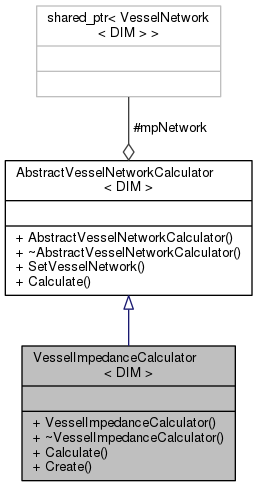 shared_ptr< VesselNetwork
< DIM > >
#mpNetwork
AbstractVesselNetworkCalculator
< DIM >
+ AbstractVesselNetworkCalculator()
+ ~AbstractVesselNetworkCalculator()
+ SetVesselNetwork()
+ Calculate()
VesselImpedanceCalculator
< DIM >
+ VesselImpedanceCalculator()
+ ~VesselImpedanceCalculator()
+ Calculate()
+ Create()